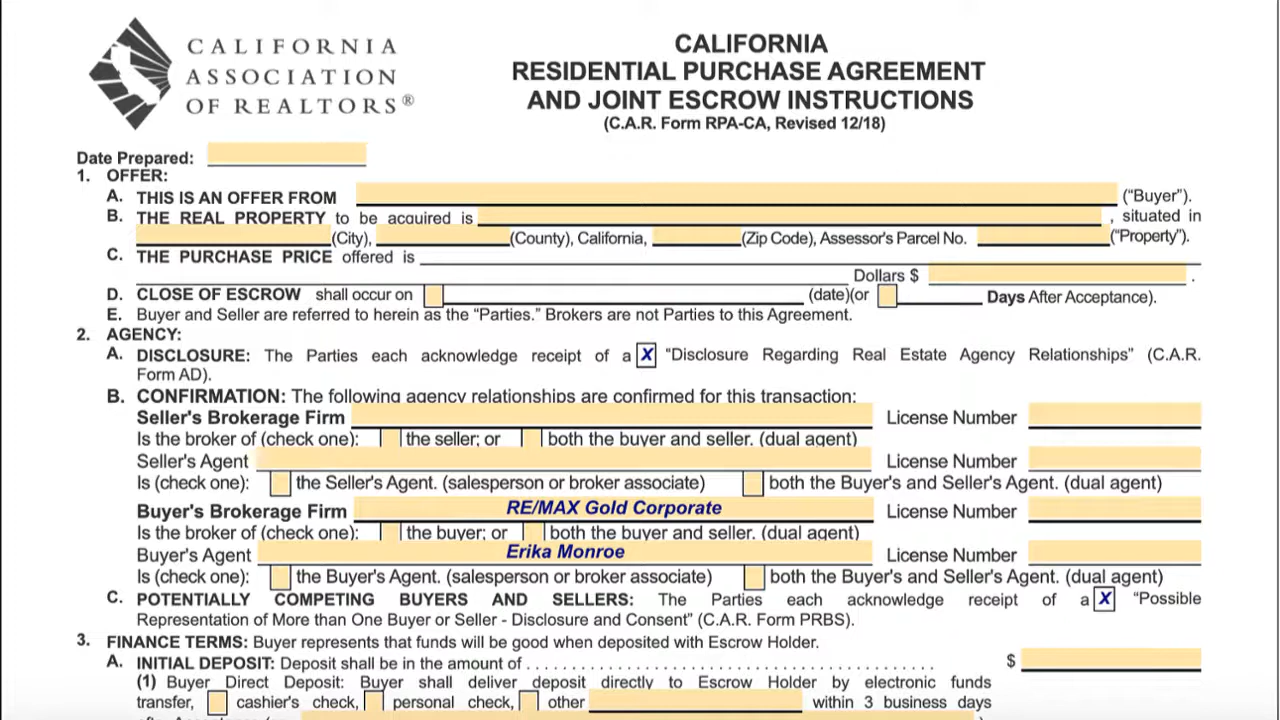 CALIFORNIA
ASSOCIATION
OF REALTORS®
CALIFORNIA
RESIDENTIAL PURCHASE AGREEMENT
AND JOINT ESCROW INSTRUCTIONS
(C.A.R. Form RPA-CA, Revised 12/18)
Date Prepared:
1. OFFER:
A. THIS IS AN OFFER FROM (“Buyer”).
B. THE REAL PROPERTY to be acquired is , situated in
(City), (County), California, (Zip Code), Assessor's Parcel No. (“Property”).
C. THE PURCHASE PRICE offered is
Dollars $ .
D. CLOSE OF ESCROW shall occur on (date)(or Days After Acceptance).
E. Buyer and Seller are referred to herein as the “Parties.” Brokers are not Parties to this Agreement.
2. AGENCY:
A. DISCLOSURE: The Parties each acknowledge receipt of a X “Disclosure Regarding Real Estate Agency Relationships” (C.A.R.
Form AD).
B. CONFIRMATION: The following agency relationships are confirmed for this transaction:
Seller's Brokerage Firm License Number
Is the broker of (check one): the seller; or both the buyer and seller. (dual agent)
Seller's Agent License Number
Is (check one): the Seller's Agent. (salesperson or broker associate) both the Buyer's and Seller's Agent. (dual agent)
Buyer's Brokerage Firm RE/MAX Gold Corporate License Number
Is the broker of (check one): the buyer; or both the buyer and seller. (dual agent)
Buyer's Agent Erika Monroe License Number
Is (check one): the Buyer's Agent. (salesperson or broker associate) both the Buyer's and Seller's Agent. (dual agent)
C. POTENTIALLY COMPETING BUYERS AND SELLERS: The Parties each acknowledge receipt of a X “Possible
Representation of More than One Buyer or Seller - Disclosure and Consent” (C.A.R. Form PRBS).
3. FINANCE TERMS: Buyer represents that funds will be good when deposited with Escrow Holder.
A. INITIAL DEPOSIT: Deposit shall be in the amount of . . . . . . . . . . . . . . . . . . . . . . . . . . . . . . . . . . . . . . . $
(1) Buyer Direct Deposit: Buyer shall deliver deposit directly to Escrow Holder by electronic funds
transfer, cashier's check, personal check, other within 3 business days